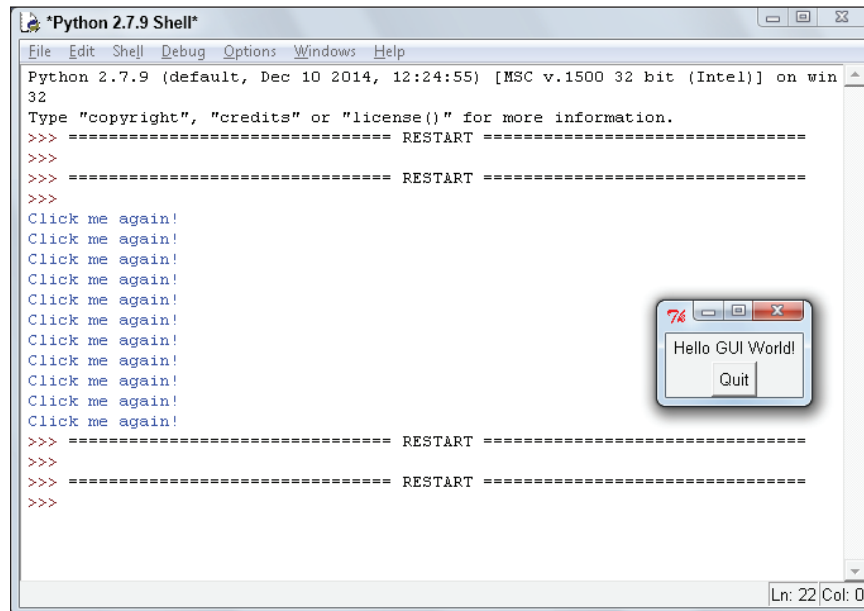 *Python 2.7.9 Shell*
File Edit Shell Debug Options Windows Help
Python 2.7.9 (default, Dec 10 2014, 12:24:55) [MSC v.1500 32 bit (Intel)] on win
32
Type "copyright", "credits" or "license()" for more information.
>>> ================================ RESTART ================================
>>>
>>> ================================ RESTART ================================
>>>
Click me again!
Click me again!
Click me again!
Click me again!
Click me again!
Click me again!
Click me again!
Click me again!
Click me again!
Click me again!
Click me again!
>>> ================================ RESTART ================================
>>>
>>> ================================ RESTART ================================
>>>
Hello GUI World!
Quit
Ln: 22 Col: 0